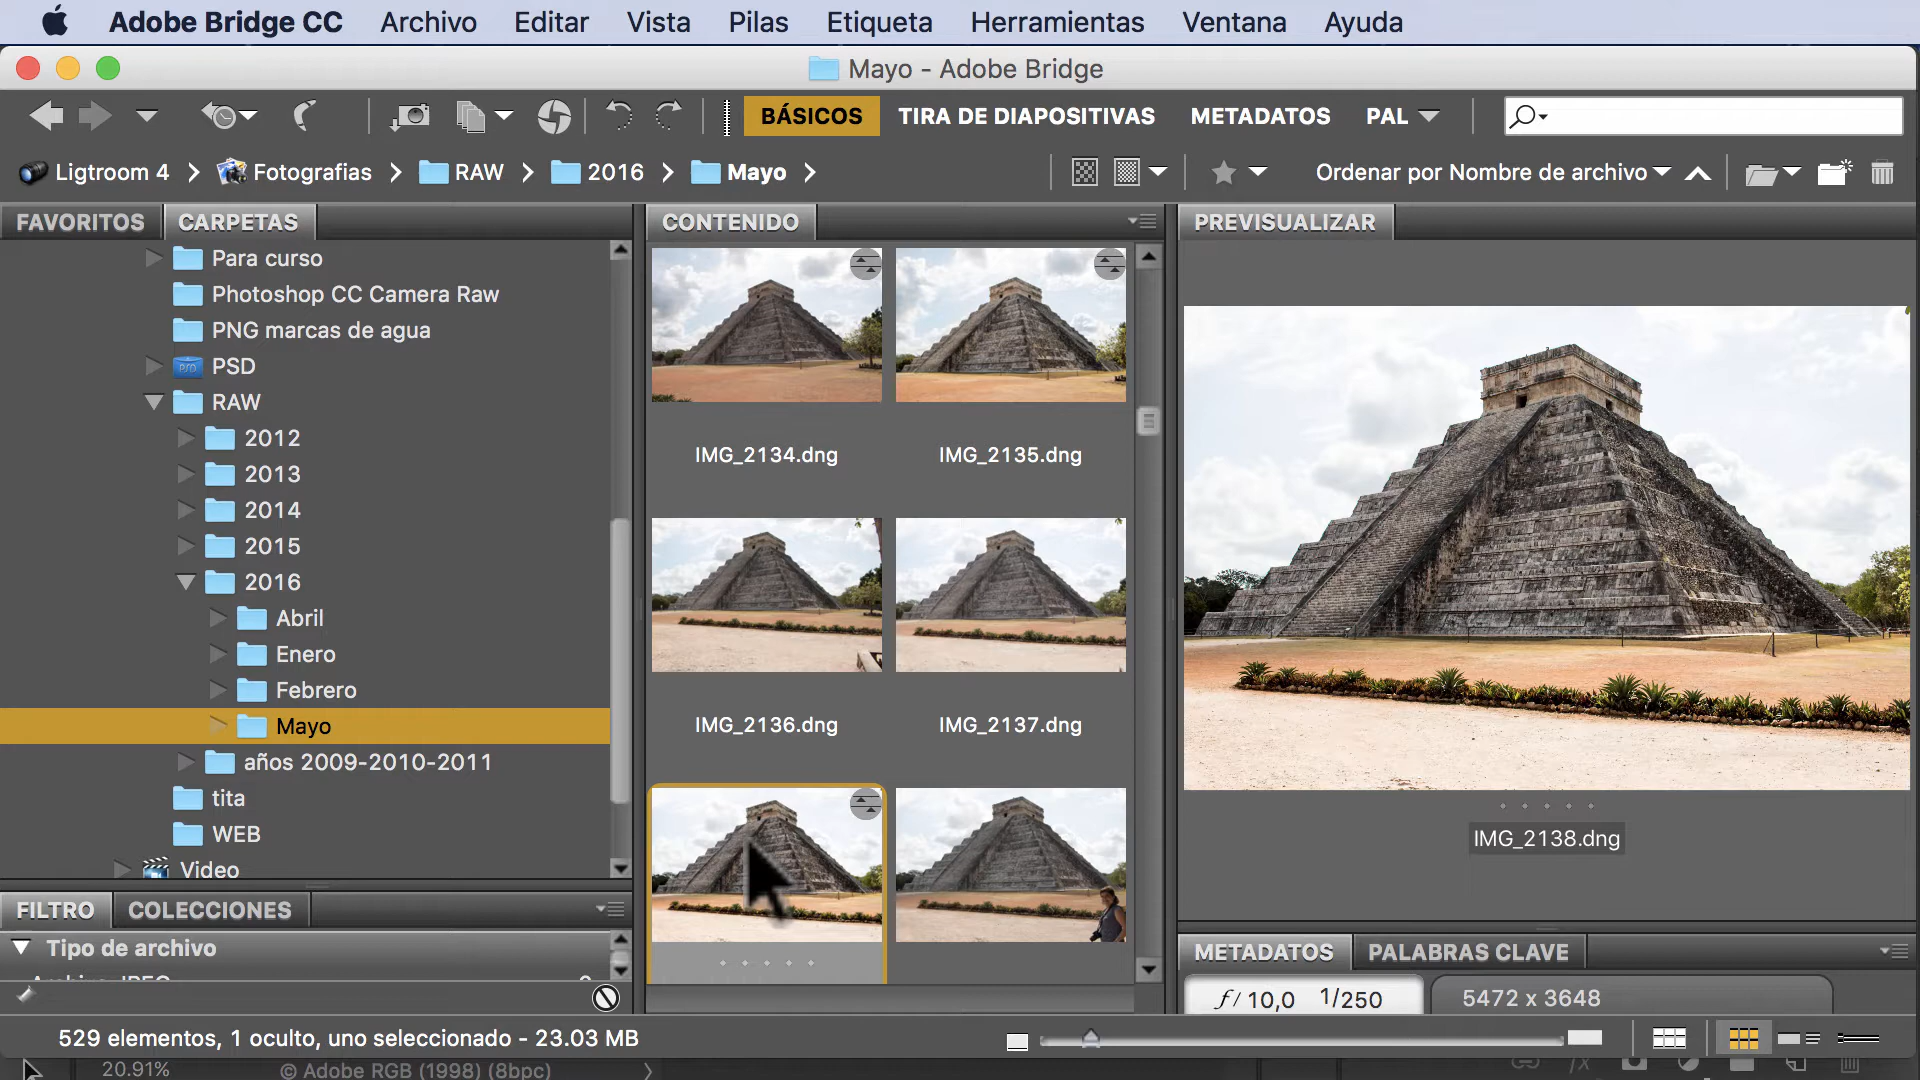 Adobe Bridge CC Archivo Editar Vista Pilas Etiqueta Herramientas Ventana Ayuda
Mayo - Adobe Bridge
BÁSICOS TIRA DE DIAPOSITIVAS METADATOS PAL
Ligtroom 4 Fotografias RAW 2016 Mayo
Ordenar por Nombre de archivo
FAVORITOS CARPETAS
Para curso
Photoshop CC Camera Raw
PNG marcas de agua
PSD
RAW
2012
2013
2014
2015
2016
Abril
Enero
Febrero
Mayo
años 2009-2010-2011
tita
WEB
Video
FILTRO COLECCIONES
Tipo de archivo
CONTENIDO
IMG_2134.dng IMG_2135.dng
IMG_2136.dng IMG_2137.dng
PREVISUALIZAR
IMG_2138.dng
METADATOS PALABRAS CLAVE
ƒ/ 10,0 1/250 5472 x 3648
529 elementos, 1 oculto, uno seleccionado - 23.03 MB
20.91% © Adobe RGB (1998) (8bpc)